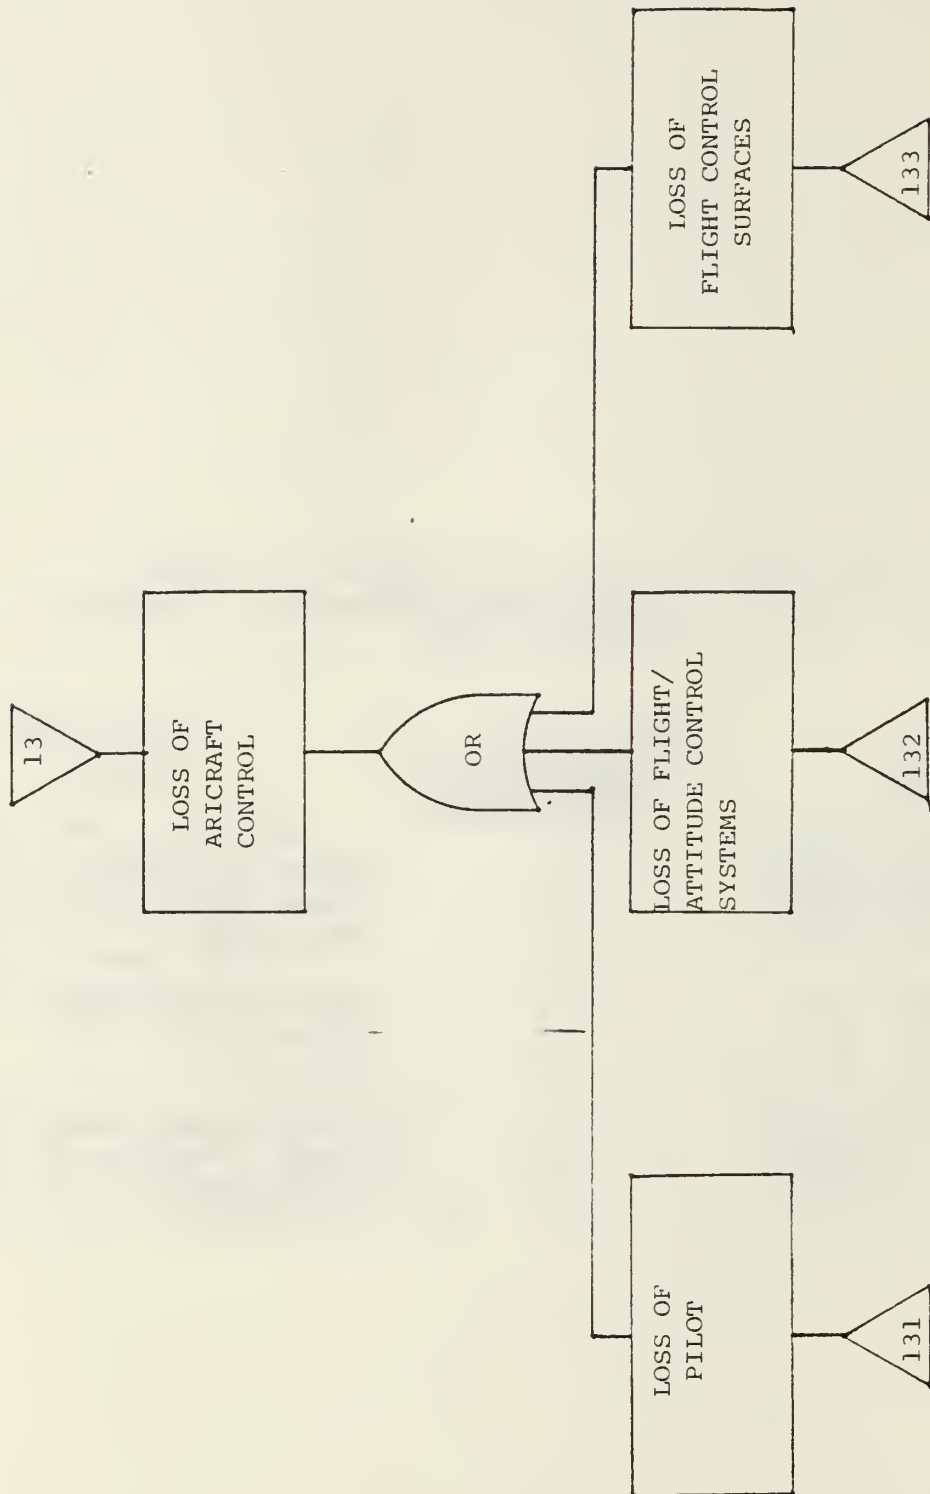 13
LOSS OF
ARICRAFT
CONTROL
OR
LOSS OF
PILOT
LOSS OF FLIGHT/
ATTITUDE CONTROL
SYSTEMS
LOSS OF
FLIGHT CONTROL
SURFACES
131
132
133